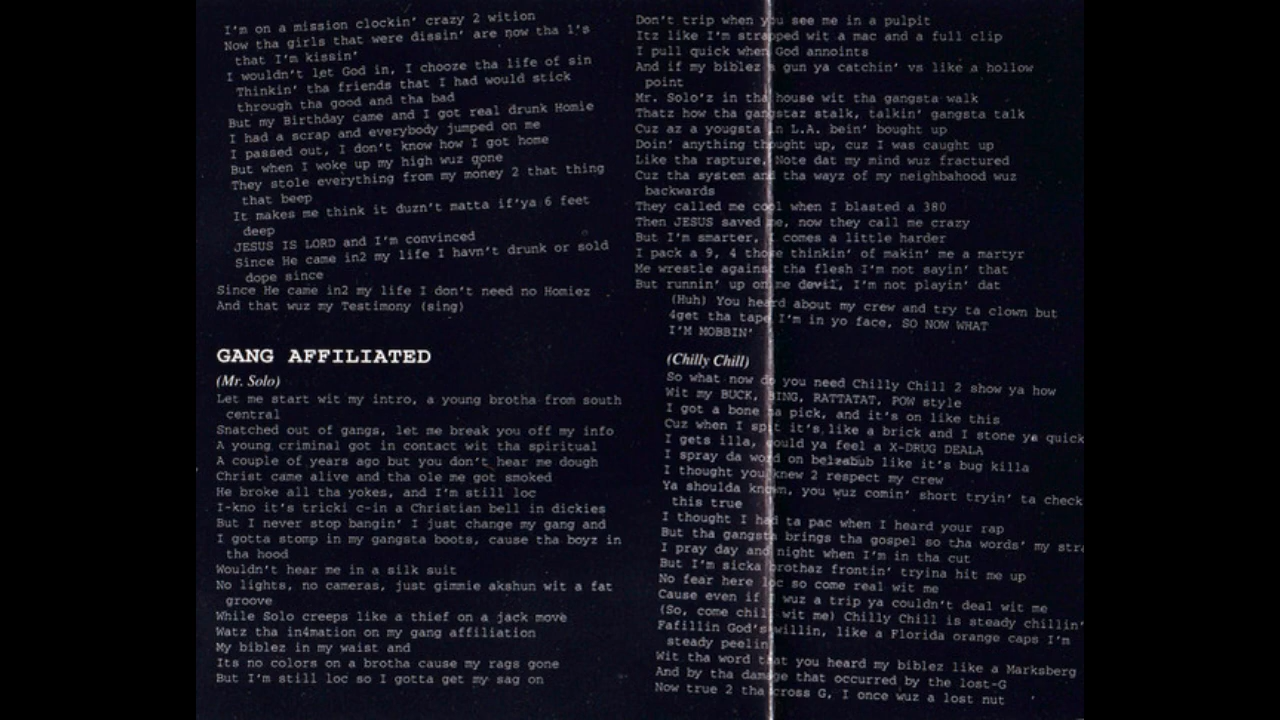 I'm on a mission clockin' crazy 2 wition
Now tha girls that were dissin' are now tha 1's
that I'm kissin'
I wouldn't let God in, I chooze tha life of sin
Thinkin' tha friends that I had would stick
through tha good and tha bad
But my Birthday came and I got real drunk Homie
I had a scrap and everybody jumped on me
I passed out, I don't know how I got home
But when I woke up my high wuz gone
They stole everything from my money 2 that thing
that beep
It makes me think it duzn't matta if'ya 6 feet
deep
JESUS IS LORD and I'm convinced
Since He came in2 my life I havn't drunk or sold
dope since
Since He came in2 my life I don't need no Homiez
And that wuz my Testimony (sing)
GANG AFFILIATED
(Mr. Solo)
Let me start wit my intro, a young brotha from south
central
Snatched out of gangs, let me break you off my info
A young criminal got in contact wit tha spiritual
A couple of years ago but you don't hear me dough
Christ came alive and tha ole me got smoked
He broke all tha yokes, and I'm still loc
I-kno it's tricki c-in a Christian bell in dickies
But I never stop bangin' I just change my gang and
I gotta stomp in my gangsta boots, cause tha boyz in
tha hood
Wouldn't hear me in a silk suit
No lights, no cameras, just gimmie akshun wit a fat
groove
While Solo creeps like a thief on a jack move
Watz tha in4mation on my gang affiliation
My biblez in my waist and
Its no colors on a brotha cause my rags gone
But I'm still loc so I gotta get my sag on
Don't trip when you see me in a pulpit
Itz like I'm strapped wit a mac and a full clip
I pull quick when God annoints
And if my biblez a gun ya catchin' vs like a hollow
point
Mr. Solo'z in tha house wit tha gangsta walk
Thatz how tha gangstaz stalk, talkin' gangsta talk
Cuz az a yougsta in L.A. bein' bought up
Doin' anything thought up, cuz I was caught up
Like tha rapture, Note dat my mind wuz fractured
Cuz tha system and tha wayz of my neighbahood wuz
backwards
They called me cool when I blasted a 380
Then JESUS saved me, now they call me crazy
But I'm smarter, I comes a little harder
I pack a 9, 4 those thinkin' of makin' me a martyr
Me wrestle against tha flesh I'm not sayin' that
But runnin' up on me devil, I'm not playin' dat
(Huh) You heard about my crew and try ta clown but
4get tha tape I'm in yo face, SO NOW WHAT
I'M MOBBIN'
(Chilly Chill)
So what now do you need Chilly Chill 2 show ya how
Wit my BUCK, BING, RATTATAT, POW style
I got a bone ta pick, and it's on like this
Cuz when I spit it's like a brick and I stone ya quick
I gets illa, could ya feel a X-DRUG DEALA
I spray da word on belzebub like it's bug killa
I thought you knew 2 respect my crew
Ya shoulda known, you wuz comin' short tryin' ta check
this true
I thought I had ta pac when I heard your rap
But tha gangsta brings tha gospel so tha words' my stra
I pray day and night when I'm in tha cut
But I'm sicka brothaz frontin' tryina hit me up
No fear here loc so come real wit me
Cause even if I wuz a trip ya couldn't deal wit me
(So, come chill wit me) Chilly Chill is steady chillin'
Fafillin God's willin, like a Florida orange caps I'm
steady peelin
Wit tha word that you heard my biblez like a Marksberg
And by tha damage that occurred by the lost-G
Now true 2 tha cross G, I once wuz a lost nut